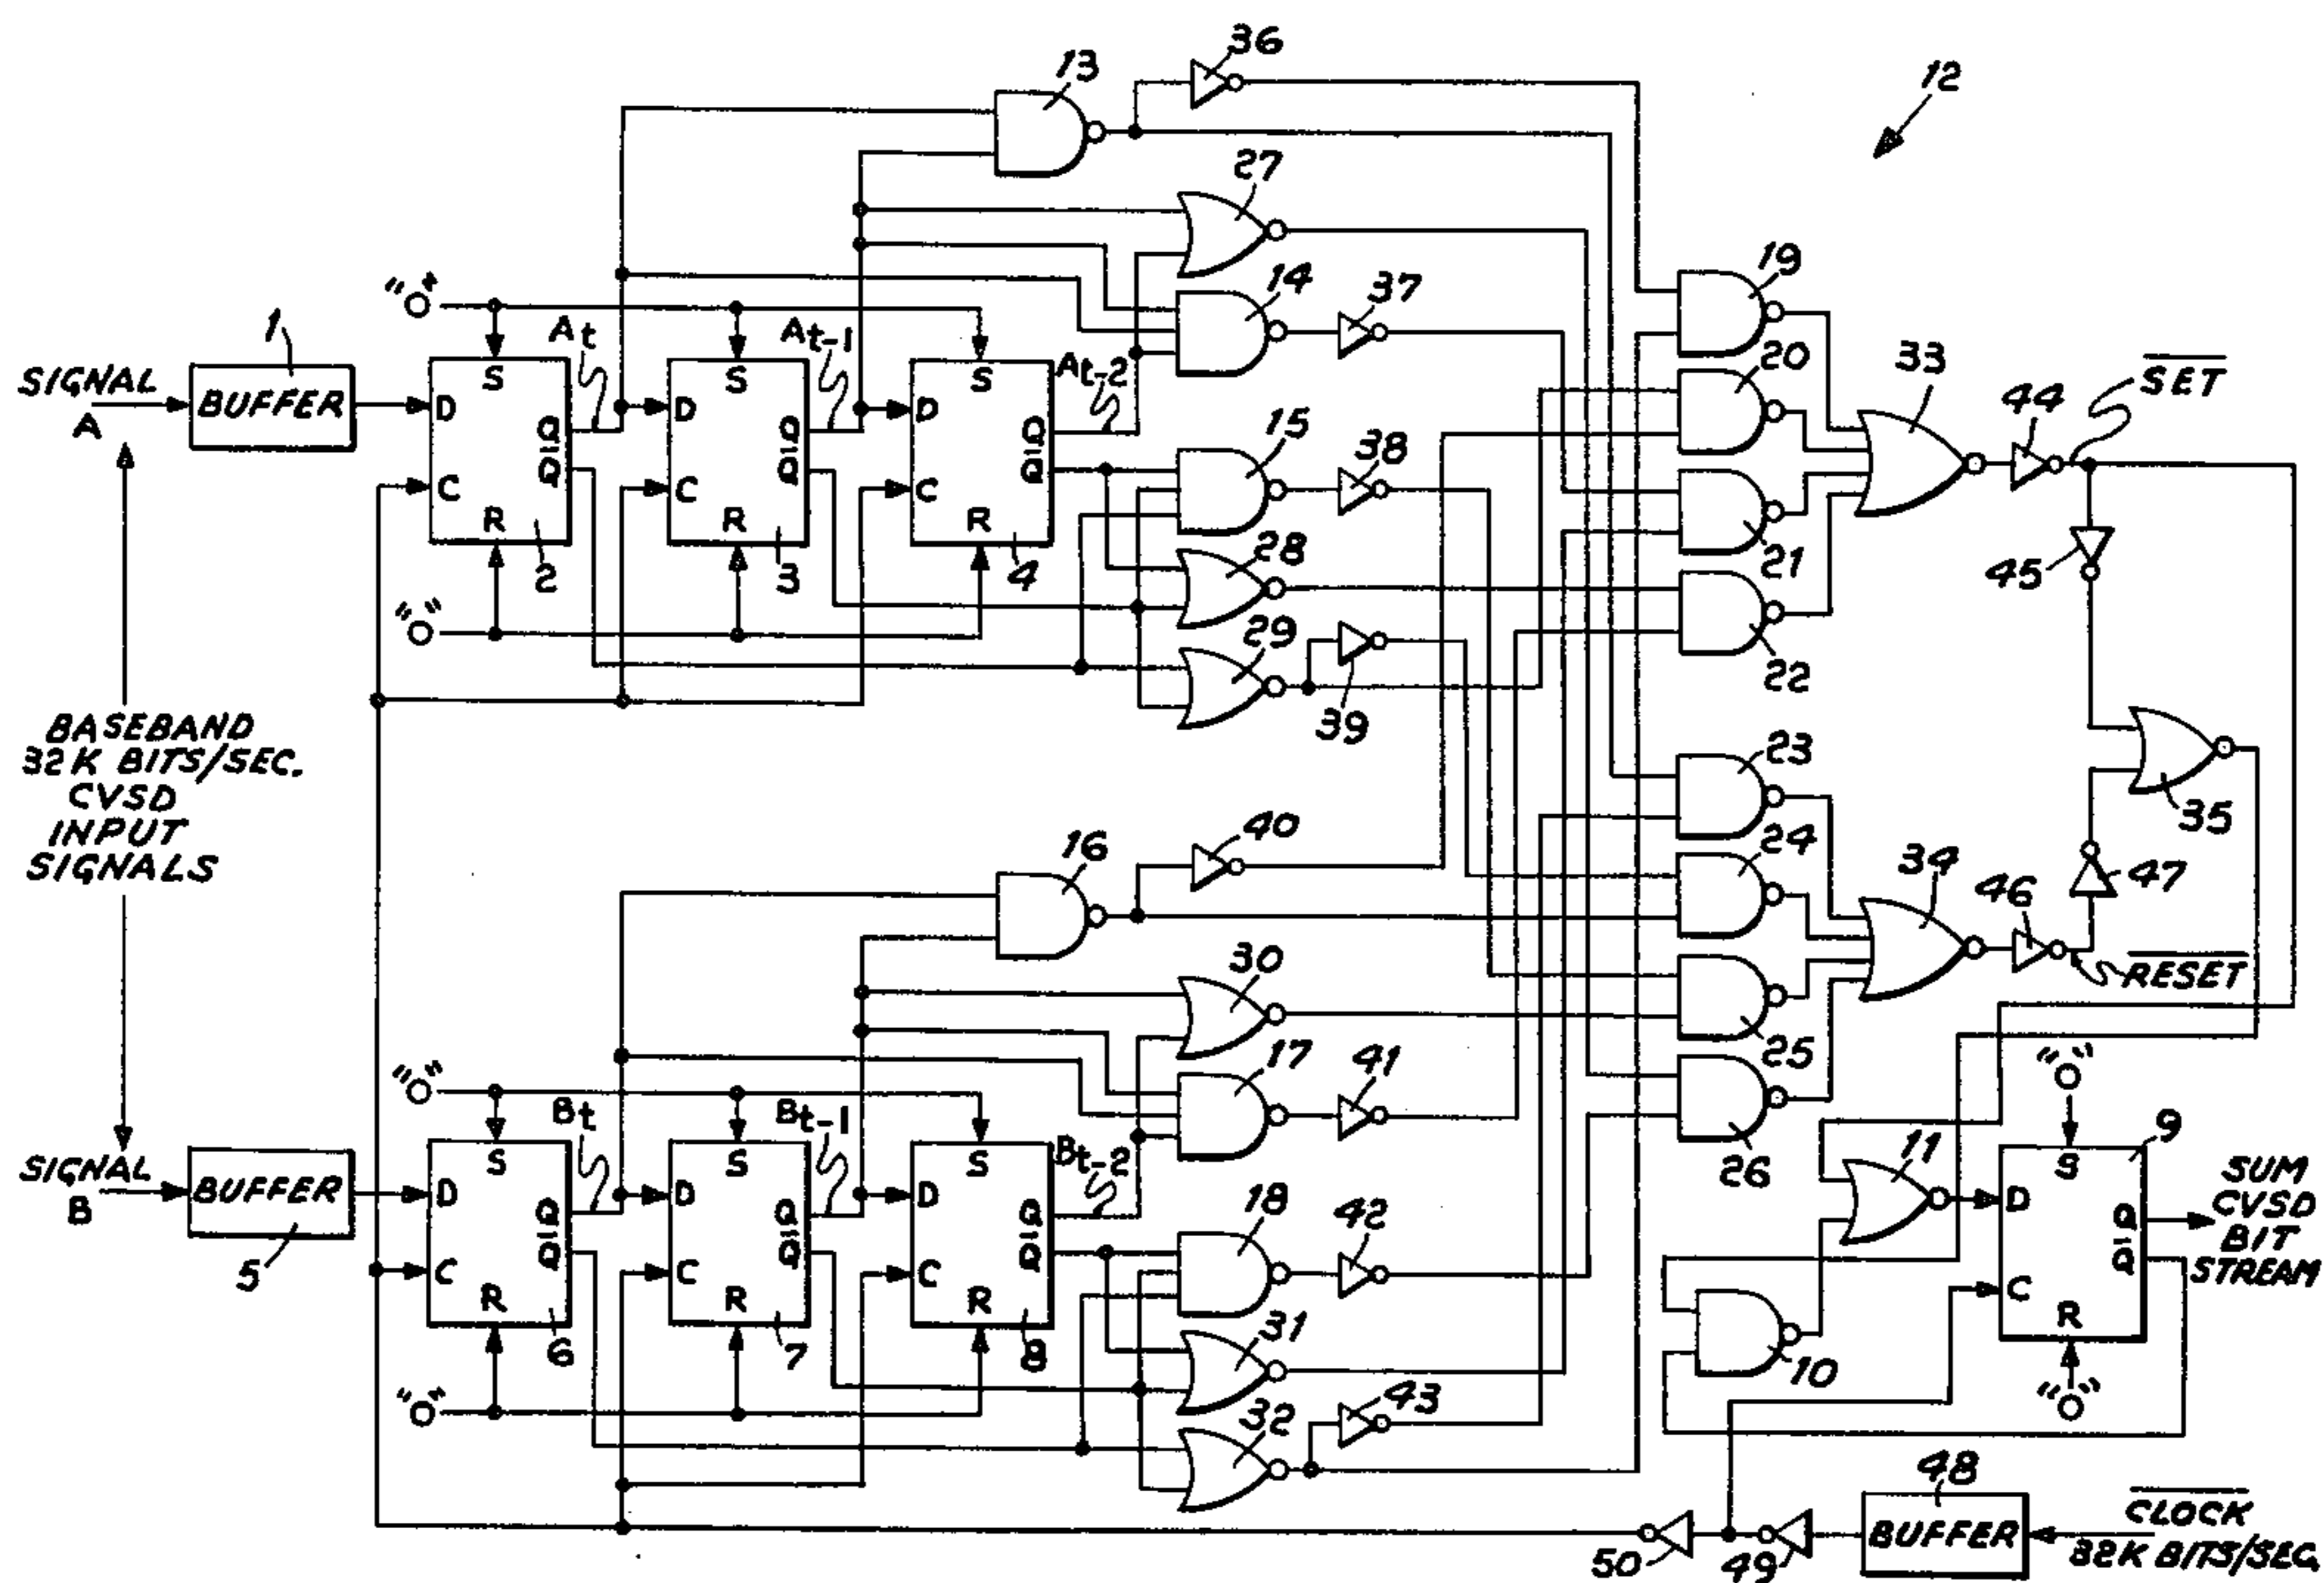 36
13
12
27
19
"0"
14
37
1
At
At-1
20
33
SET
44
At-2
SIGNAL
A
BUFFER
S
S
S
D
D
D
15
38
Q
Q
Q
Q
Q
Q
C
C
C
21
45
R
R
R
28
2
3
4
"0"
29
22
39
BASEBAND
32K BITS/SEC.
CVSD
INPUT
SIGNALS
23
35
40
16
24
34
46
47
30
RESET
25
17
41
"0"
"0"
Bt
Bt-1
26
11
9
Bt-2
SIGNAL
B
BUFFER
S
S
S
S
D
D
D
D
18
42
SUM
CVSD
BIT
STREAM
Q
Q
Q
Q
Q
Q
Q
Q
C
C
C
C
5
R
R
R
R
31
6
7
8
10
"0"
43
"0"
32
48
50
49
BUFFER
CLOCK
32K BITS/SEC.